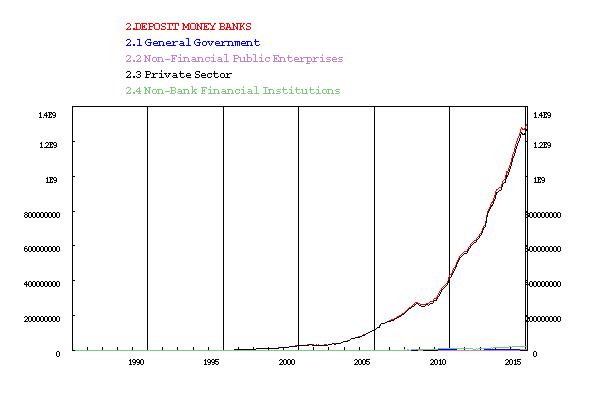 2.DEPOSIT MONEY BANKS
2.1 General Government
2.2 Non-Financial Public Enterprises
2.3 Private Sector
2.4 Non-Bank Financial Institutions
1.4E9 1.4E9
1.2E9 1.2E9
1E9 1E9
800000000 800000000
600000000 600000000
400000000 400000000
200000000 200000000
0 0
1990 1995 2000 2005 2010 2015